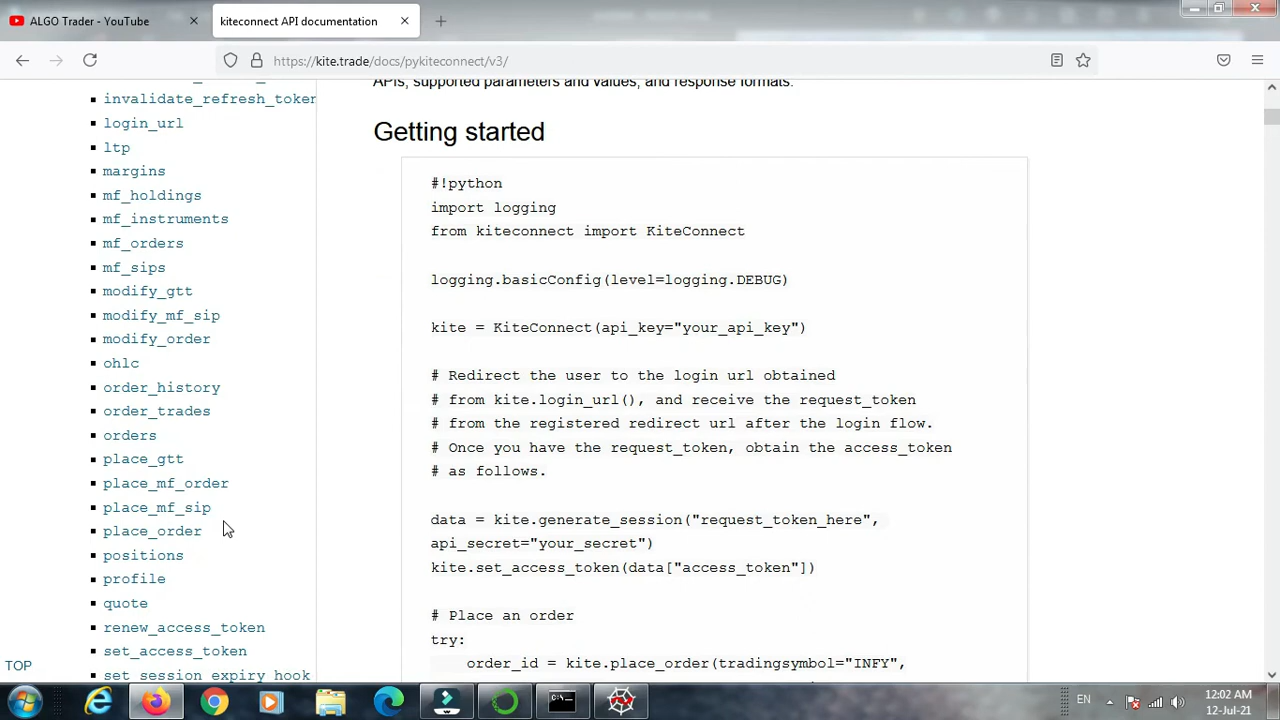 ALGO Trader - YouTube
kiteconnect API documentation
https://kite.trade/docs/pykiteconnect/v3/
invalidate_refresh_token
login_url
ltp
margins
mf_holdings
mf_instruments
mf_orders
mf_sips
modify_gtt
modify_mf_sip
modify_order
ohlc
order_history
order_trades
orders
place_gtt
place_mf_order
place_mf_sip
place_order
positions
profile
quote
renew_access_token
set_access_token
set_session_expiry_hook
TOP
APIs, supported parameters and values, and response formats.
Getting started
#!python
import logging
from kiteconnect import KiteConnect
logging.basicConfig(level=logging.DEBUG)
kite = KiteConnect(api_key="your_api_key")
# Redirect the user to the login url obtained
# from kite.login_url(), and receive the request_token
# from the registered redirect url after the login flow.
# Once you have the request_token, obtain the access_token
# as follows.
data = kite.generate_session("request_token_here",
api_secret="your_secret")
kite.set_access_token(data["access_token"])
# Place an order
try:
order_id = kite.place_order(tradingsymbol="INFY",
EN
12:02 AM
12-Jul-21